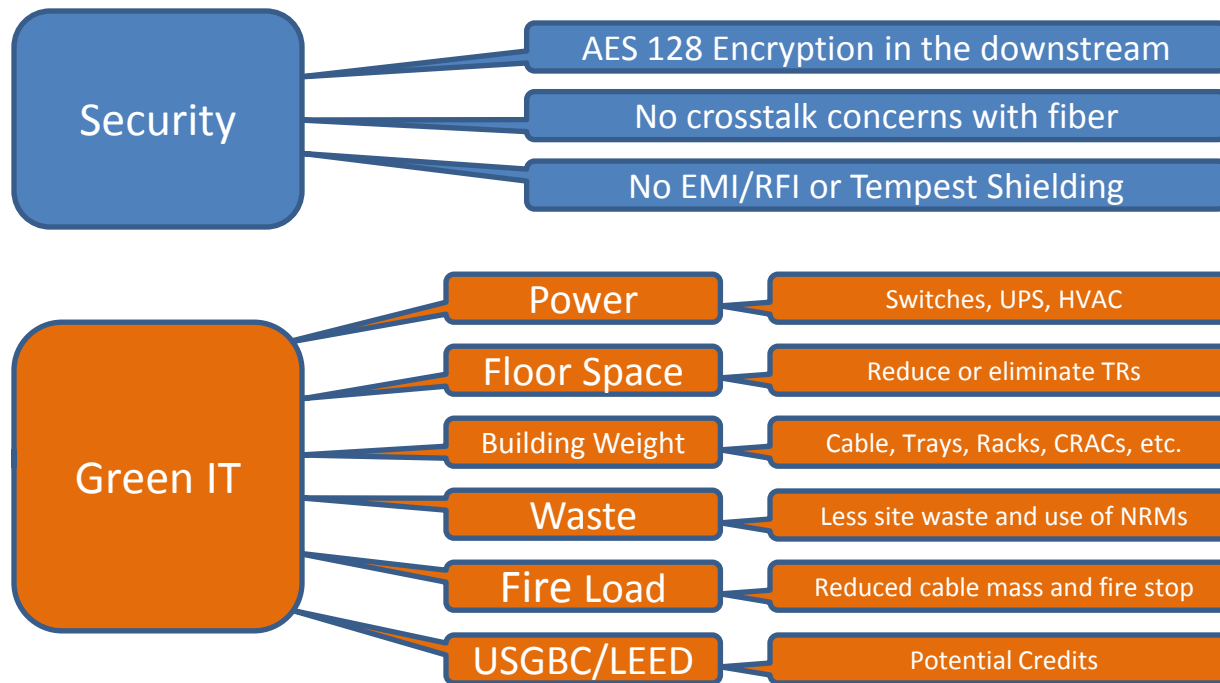 Security
AES 128 Encryption in the downstream
No crosstalk concerns with fiber
No EMI/RFI or Tempest Shielding
Green IT
Power
Switches, UPS, HVAC
Floor Space
Reduce or eliminate TRs
Building Weight
Cable, Trays, Racks, CRACs, etc.
Waste
Less site waste and use of NRMs
Fire Load
Reduced cable mass and fire stop
USGBC/LEED
Potential Credits